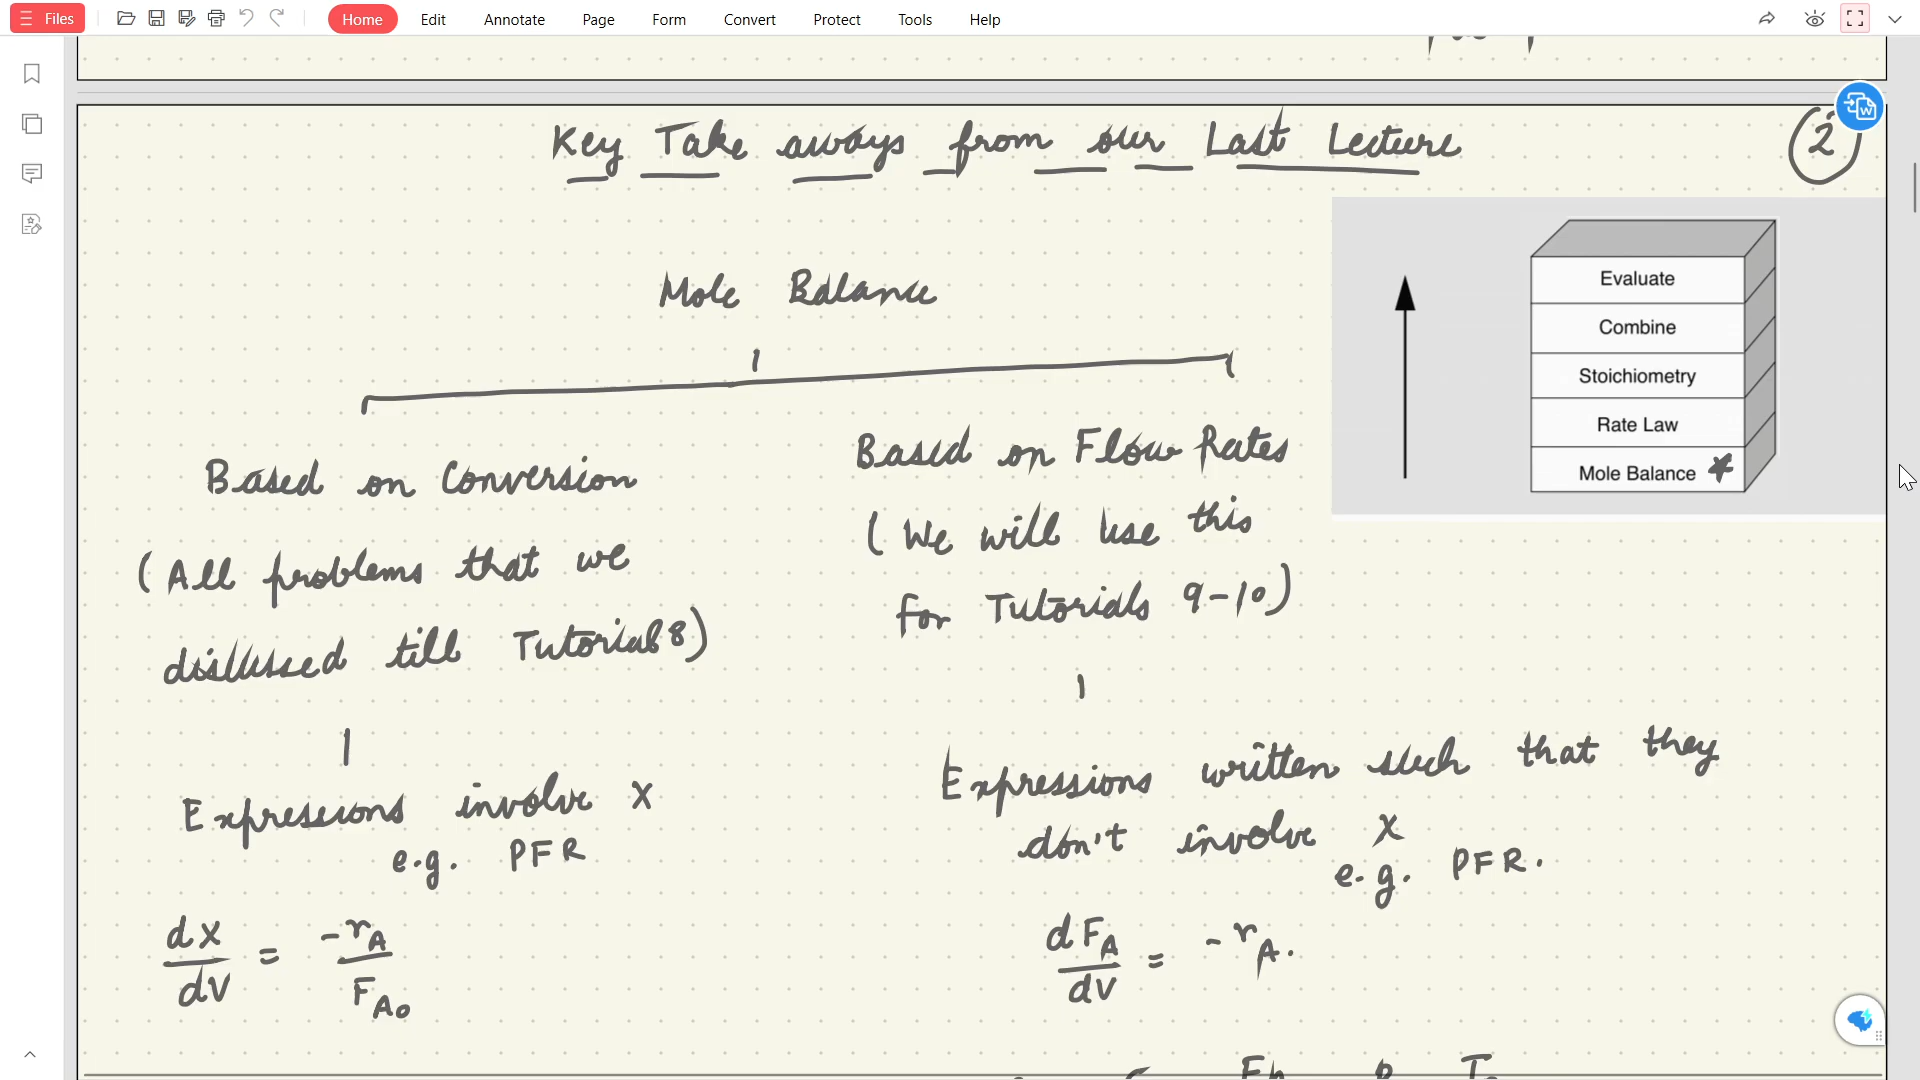 Files
Home Edit Annotate Page Form Convert Protect Tools Help
Key Take aways from our Last Lecture
2
Mole Balance
Evaluate
Combine
Stoichiometry
Rate Law
Mole Balance *
Based on Conversion
(All problems that we
discussed till Tutorial 8)
Expressions involve X
e.g. PFR
dX/dV = -rA/FA0
Based on Flow Rates
(We will use this
for Tutorials 9-10)
Expressions written such that they
don't involve X
e.g. PFR.
dFA/dV = -rA.